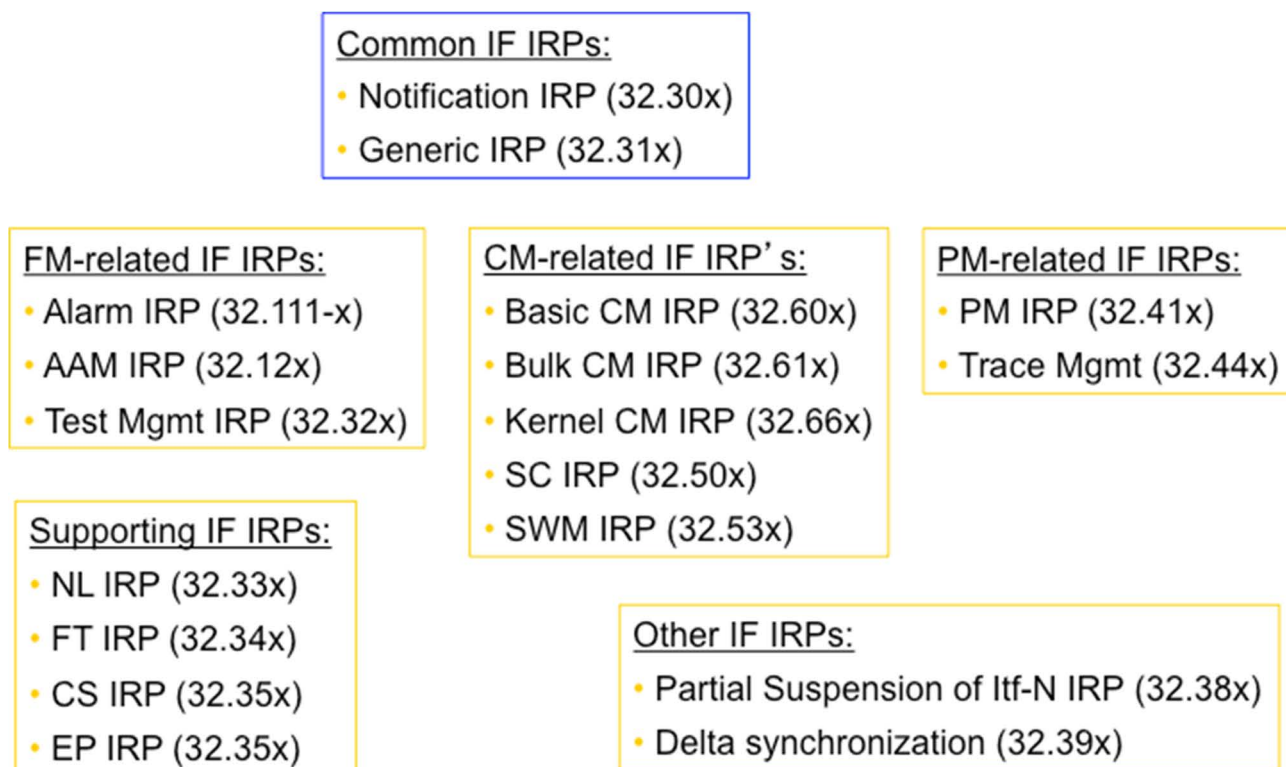 Common IF IRPs:
• Notification IRP (32.30x)
• Generic IRP (32.31x)
FM-related IF IRPs:
• Alarm IRP (32.111-x)
• AAM IRP (32.12x)
• Test Mgmt IRP (32.32x)
CM-related IF IRP’ s:
• Basic CM IRP (32.60x)
• Bulk CM IRP (32.61x)
• Kernel CM IRP (32.66x)
• SC IRP (32.50x)
• SWM IRP (32.53x)
PM-related IF IRPs:
• PM IRP (32.41x)
• Trace Mgmt (32.44x)
Supporting IF IRPs:
• NL IRP (32.33x)
• FT IRP (32.34x)
• CS IRP (32.35x)
• EP IRP (32.35x)
Other IF IRPs:
• Partial Suspension of Itf-N IRP (32.38x)
• Delta synchronization (32.39x)